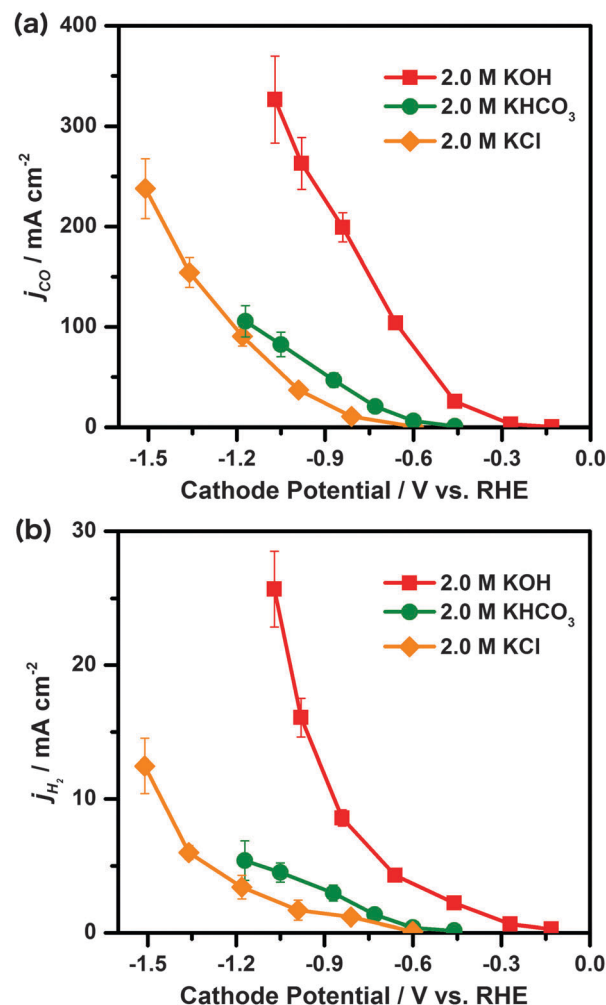 (a)
400
300
200
100
0
j_CO / mA cm⁻²
2.0 M KOH
2.0 M KHCO₃
2.0 M KCl
-1.5 -1.2 -0.9 -0.6 -0.3 0.0
Cathode Potential / V vs. RHE
(b)
30
20
10
0
j_H₂ / mA cm⁻²
2.0 M KOH
2.0 M KHCO₃
2.0 M KCl
-1.5 -1.2 -0.9 -0.6 -0.3 0.0
Cathode Potential / V vs. RHE